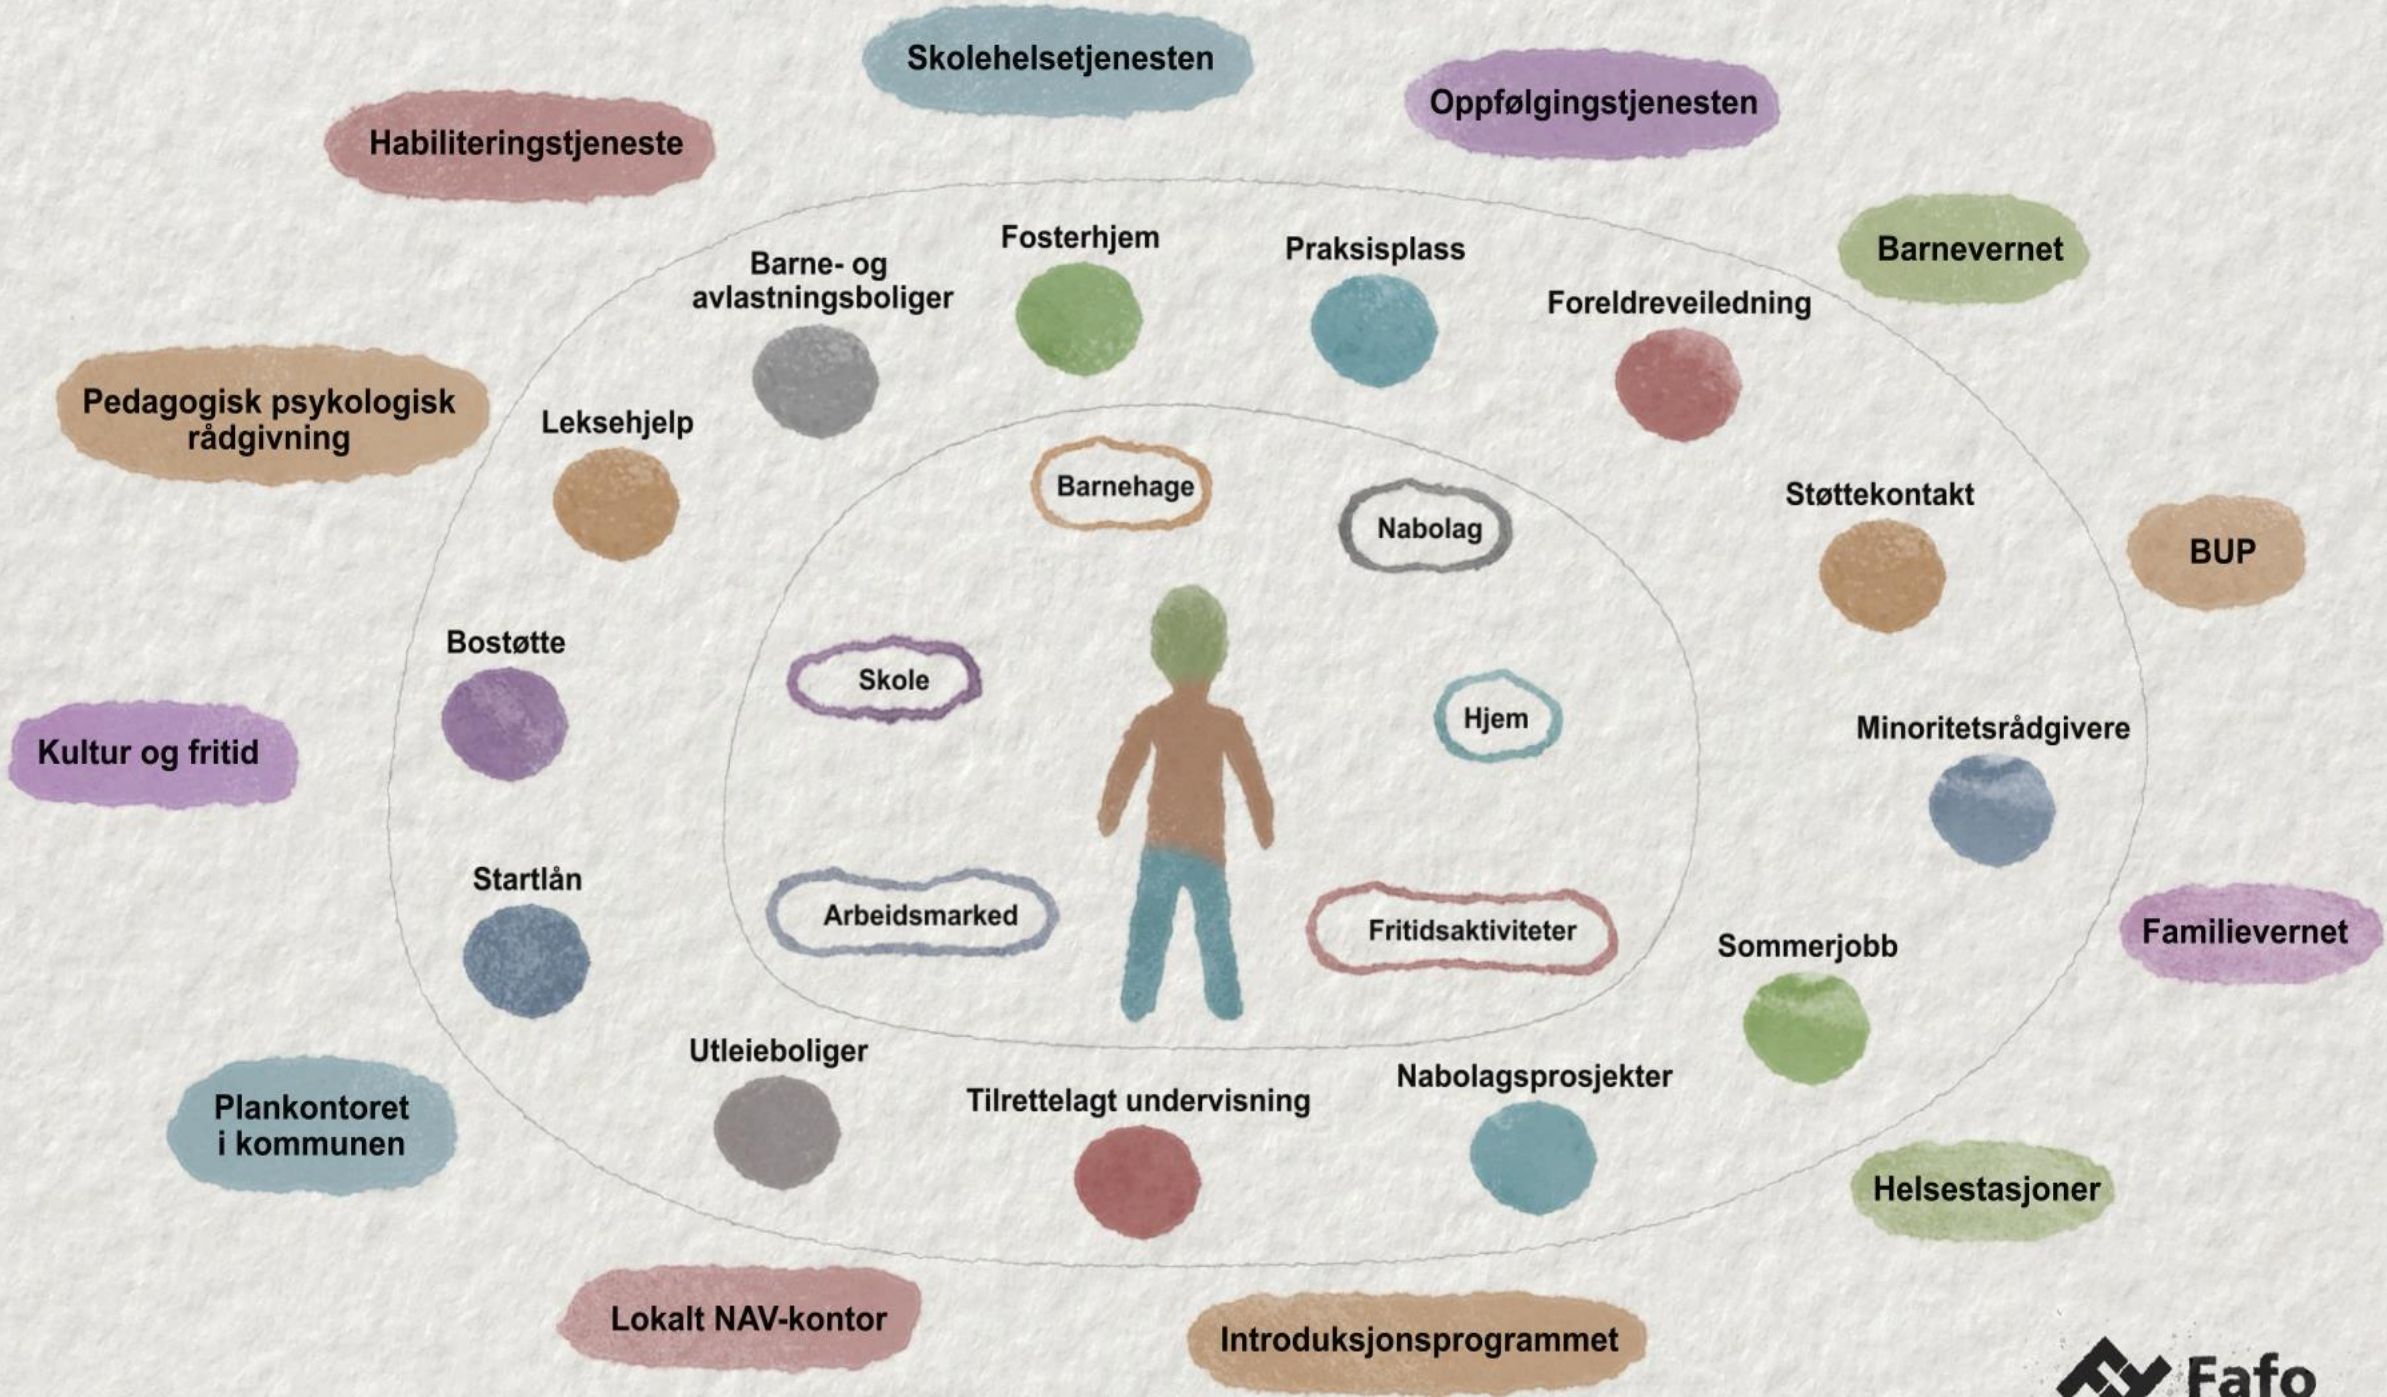 Skolehelsetjenesten
Oppfølgingstjenesten
Habiliteringstjeneste
Barnevernet
Fosterhjem
Praksisplass
Barne- og
avlastningsboliger
Foreldreveiledning
Pedagogisk psykologisk
rådgivning
Leksehjelp
Barnehage
Nabolag
Støttekontakt
BUP
Bostøtte
Skole
Hjem
Minoritetsrådgivere
Kultur og fritid
Startlån
Arbeidsmarked
Fritidsaktiviteter
Sommerjobb
Familievernet
Utleieboliger
Tilrettelagt undervisning
Nabolagsprosjekter
Plankontoret
i kommunen
Helsestasjoner
Lokalt NAV-kontor
Introduksjonsprogrammet
Fafo